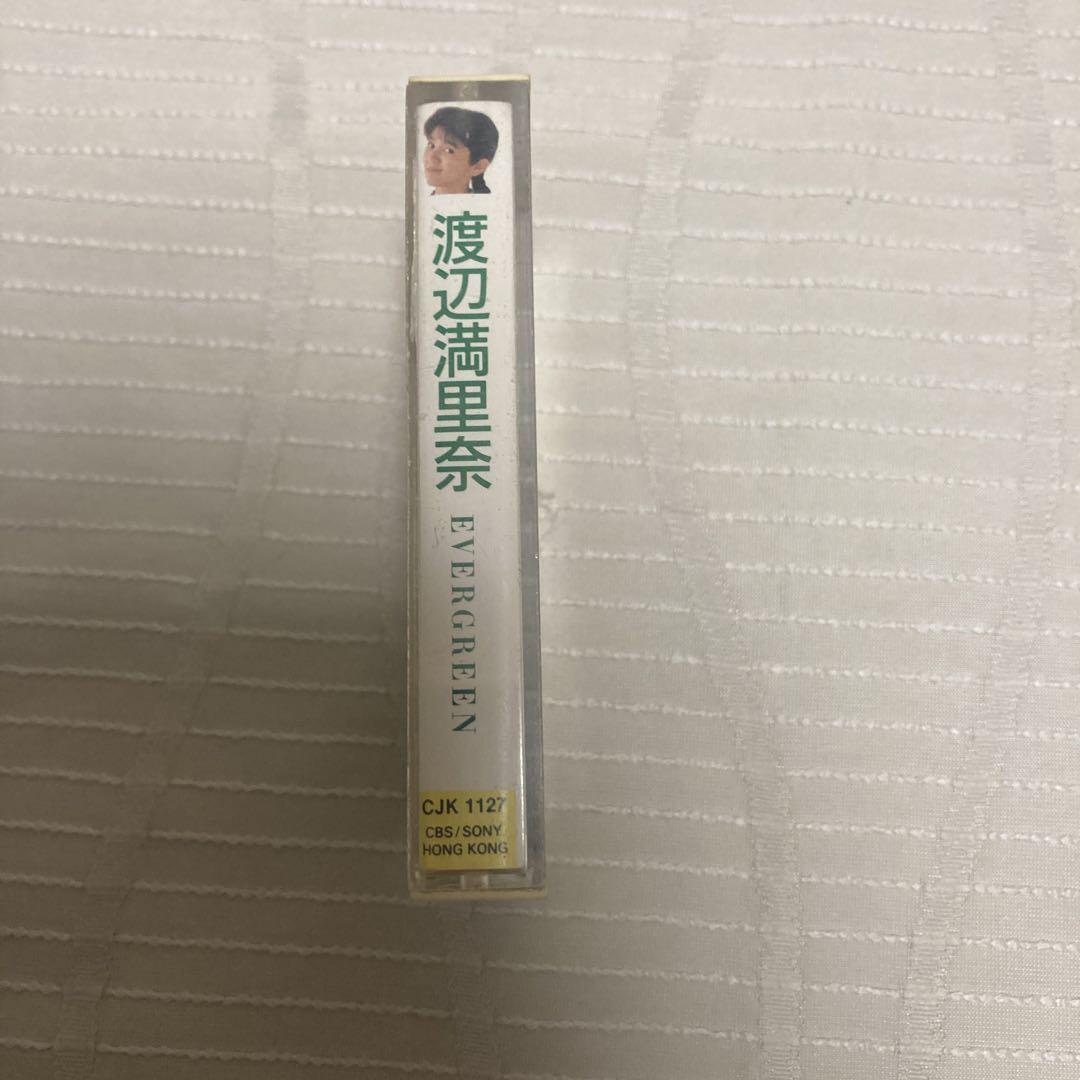 渡辺満里奈
EVERGREEN
CJK 1127
CBS/SONY
HONG KONG